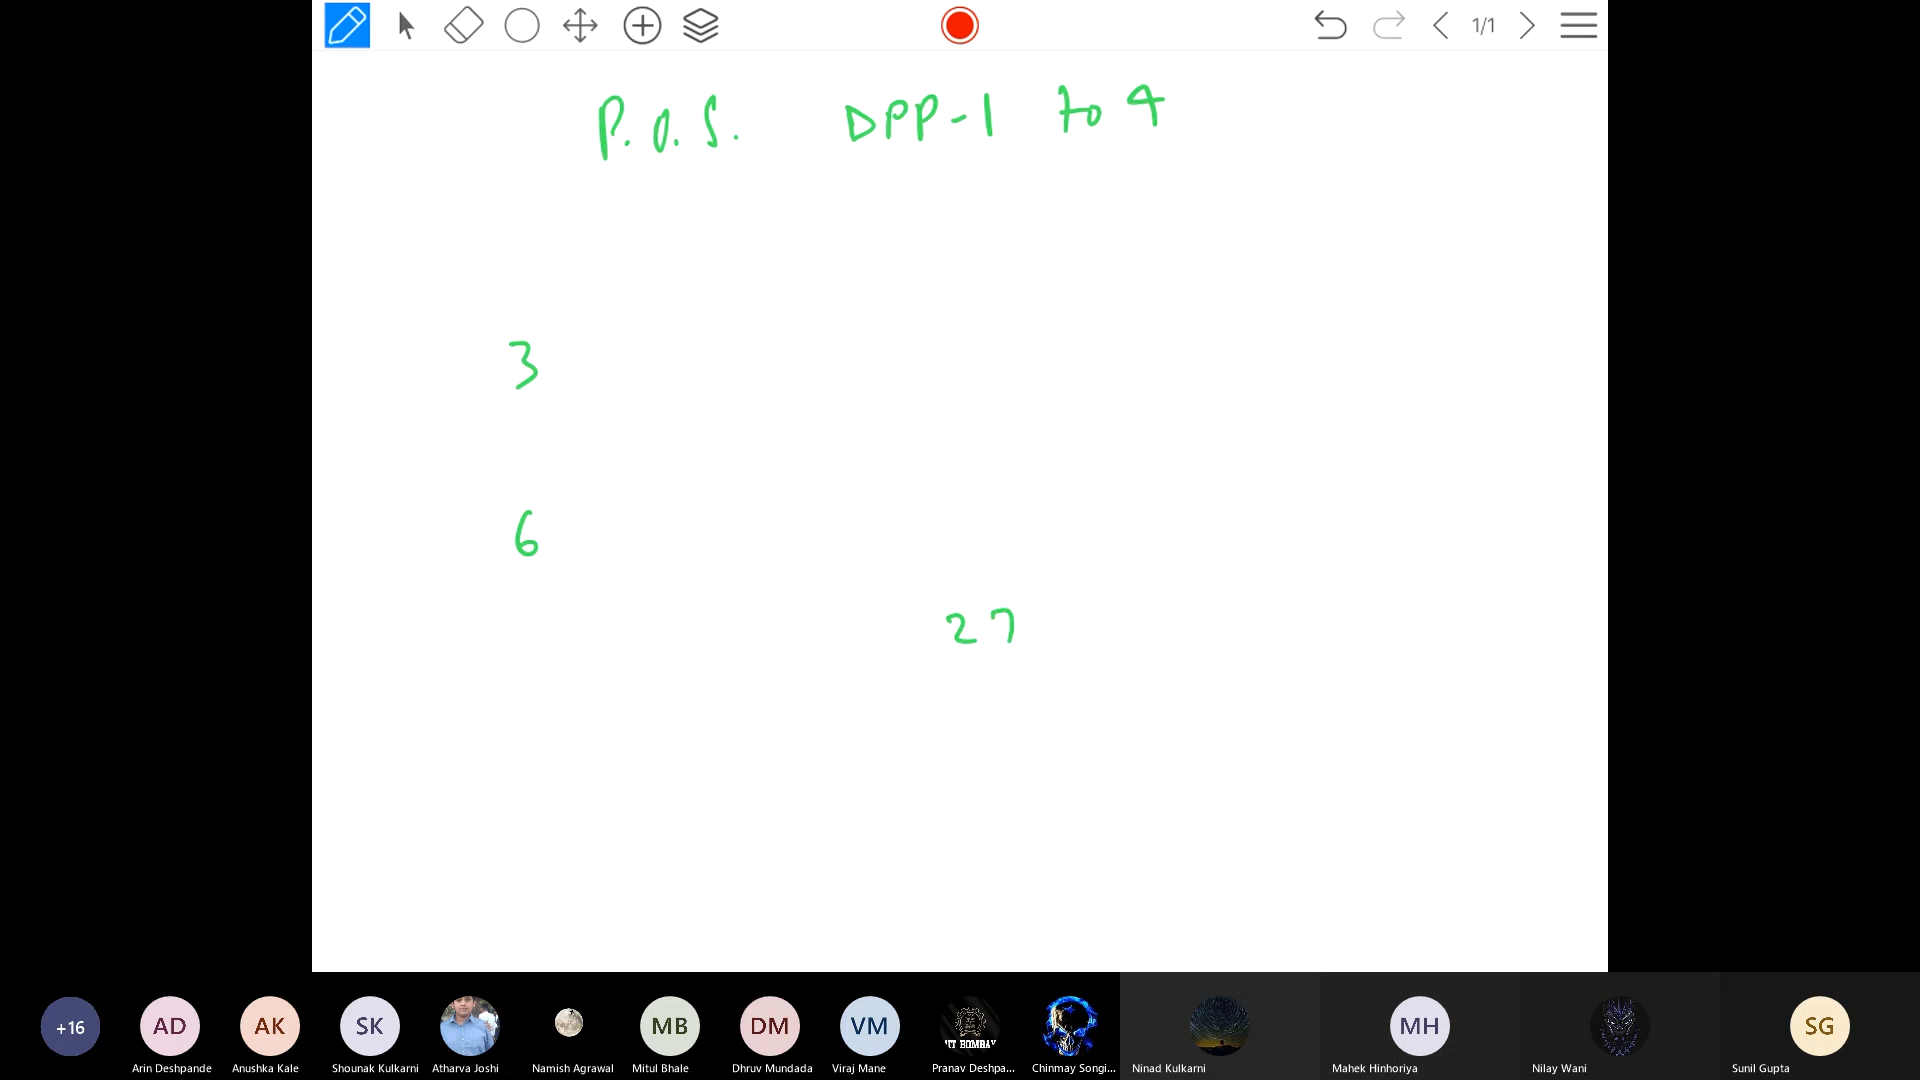 1/1
P.O.S. DPP-1 to 4
3
6
27
+16
AD
AK
SK
MB
DM
VM
IT BOMBAY
MH
SG
Arin Deshpande
Anushka Kale
Shounak Kulkarni
Atharva Joshi
Namish Agrawal
Mitul Bhale
Dhruv Mundada
Viraj Mane
Pranav Deshpa...
Chinmay Songi...
Ninad Kulkarni
Mahek Hinhoriya
Nilay Wani
Sunil Gupta